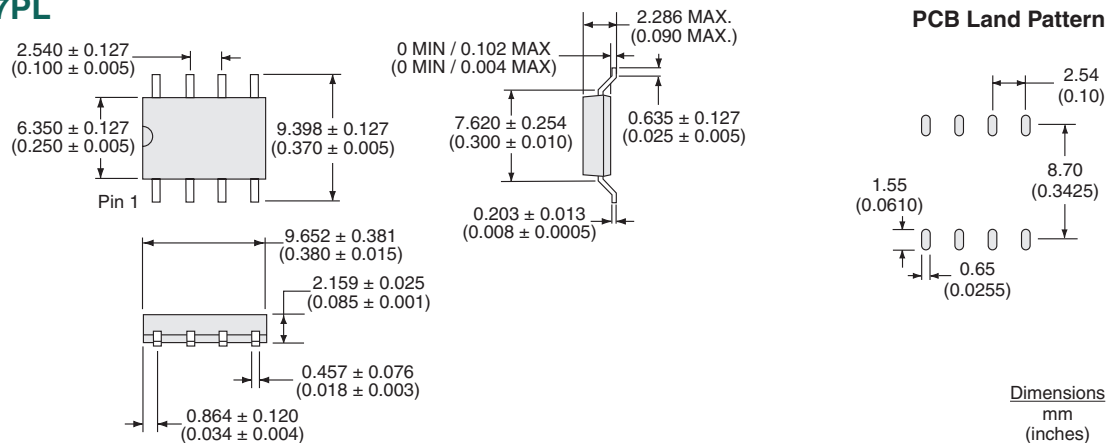 7PL
2.540 ± 0.127
(0.100 ± 0.005)
6.350 ± 0.127
(0.250 ± 0.005)
9.398 ± 0.127
(0.370 ± 0.005)
Pin 1
9.652 ± 0.381
(0.380 ± 0.015)
2.159 ± 0.025
(0.085 ± 0.001)
0.457 ± 0.076
(0.018 ± 0.003)
0.864 ± 0.120
(0.034 ± 0.004)
2.286 MAX.
(0.090 MAX.)
0 MIN / 0.102 MAX
(0 MIN / 0.004 MAX)
7.620 ± 0.254
(0.300 ± 0.010)
0.635 ± 0.127
(0.025 ± 0.005)
0.203 ± 0.013
(0.008 ± 0.0005)
PCB Land Pattern
2.54
(0.10)
8.70
(0.3425)
1.55
(0.0610)
0.65
(0.0255)
Dimensions
mm
(inches)